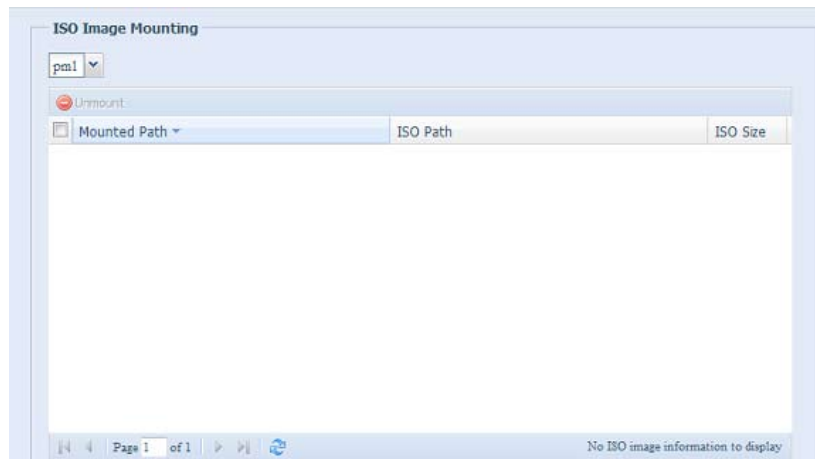 ISO Image Mounting
pm1
Unmount
Mounted Path ISO Path ISO Size
Page 1 of 1 No ISO image information to display